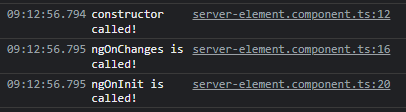 09:12:56.794 constructor server-element.component.ts:12
called!
09:12:56.795 ngOnChanges is server-element.component.ts:16
called!
09:12:56.795 ngOnInit is server-element.component.ts:20
called!